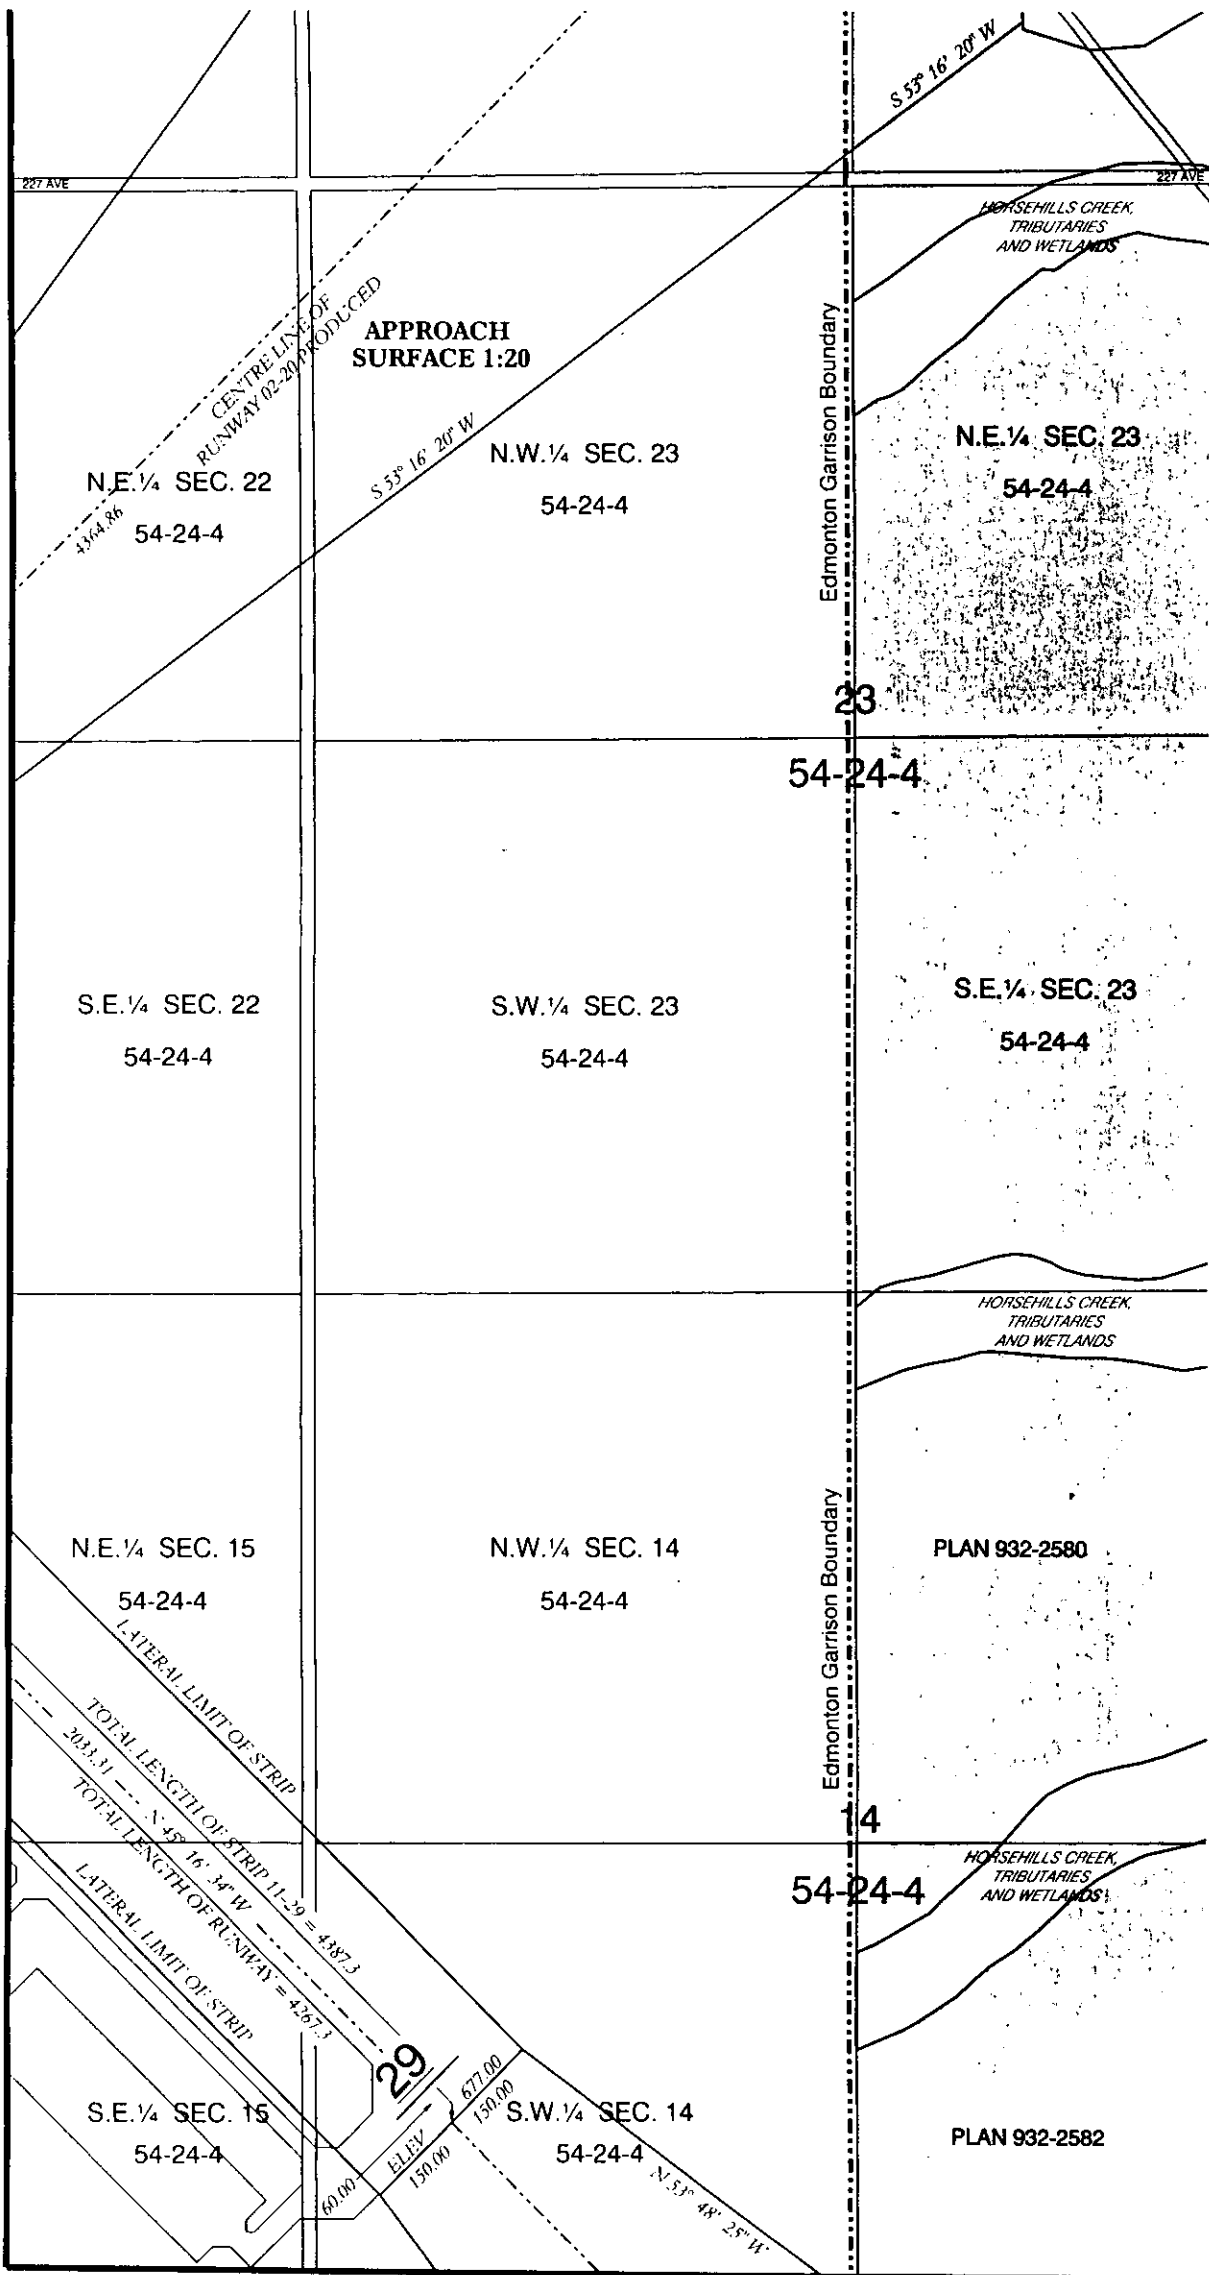 S 53° 16' 20" W
227 AVE
227 AVE
HORSEHILLS CREEK,
TRIBUTARIES
AND WETLANDS
CENTRE LINE OF
RUNWAY 02-20 PRODUCED
APPROACH
SURFACE 1:20
Edmonton Garrison Boundary
S 53° 16' 20" W
N.E.¼ SEC. 22
54-24-4
4364.86
N.W.¼ SEC. 23
54-24-4
N.E.¼ SEC. 23
54-24-4
23
54-24-4
S.E.¼ SEC. 22
54-24-4
S.W.¼ SEC. 23
54-24-4
S.E.¼ SEC. 23
54-24-4
HORSEHILLS CREEK,
TRIBUTARIES
AND WETLANDS
Edmonton Garrison Boundary
N.E.¼ SEC. 15
54-24-4
N.W.¼ SEC. 14
54-24-4
PLAN 932-2580
LATERAL LIMIT OF STRIP
TOTAL LENGTH OF STRIP 11-29 = 4387.3
2033.31 N 45° 16' 34" W
TOTAL LENGTH OF RUNWAY = 4267.3
LATERAL LIMIT OF STRIP
14
54-24-4
HORSEHILLS CREEK,
TRIBUTARIES
AND WETLANDS
29
677.00
150.00
ELEV
150.00
60.00
S.E.¼ SEC. 15
54-24-4
S.W.¼ SEC. 14
54-24-4
N 53° 48' 25" W
PLAN 932-2582